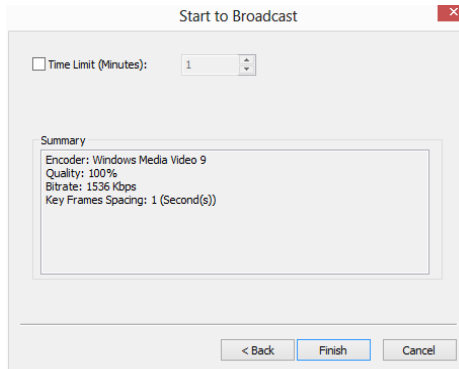 Start to Broadcast
Time Limit (Minutes): 1
Summary
Encoder: Windows Media Video 9
Quality: 100%
Bitrate: 1536 Kbps
Key Frames Spacing: 1 (Second(s))
< Back Finish Cancel